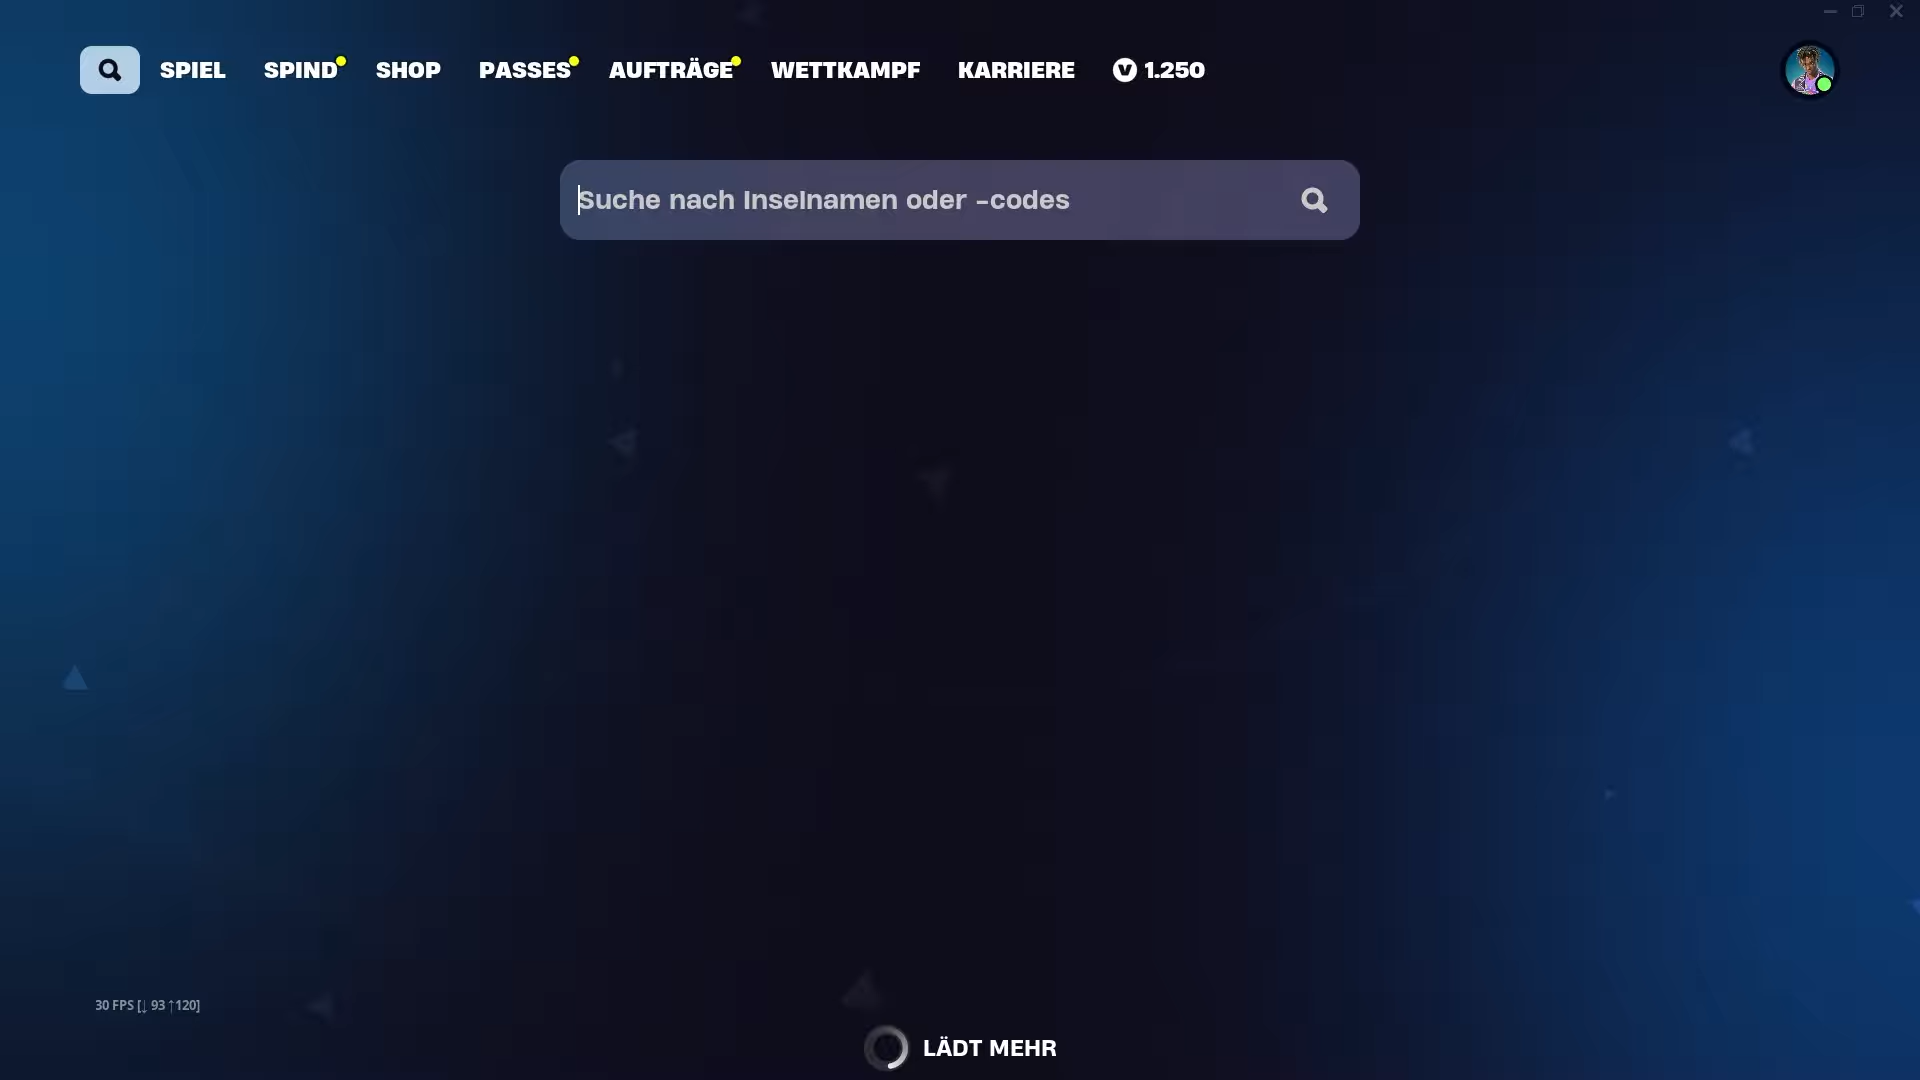 SPIEL SPIND SHOP PASSES AUFTRÄGE WETTKAMPF KARRIERE V 1.250
Suche nach Inselnamen oder -codes
30 FPS [↓ 93 ↑120]
LÄDT MEHR